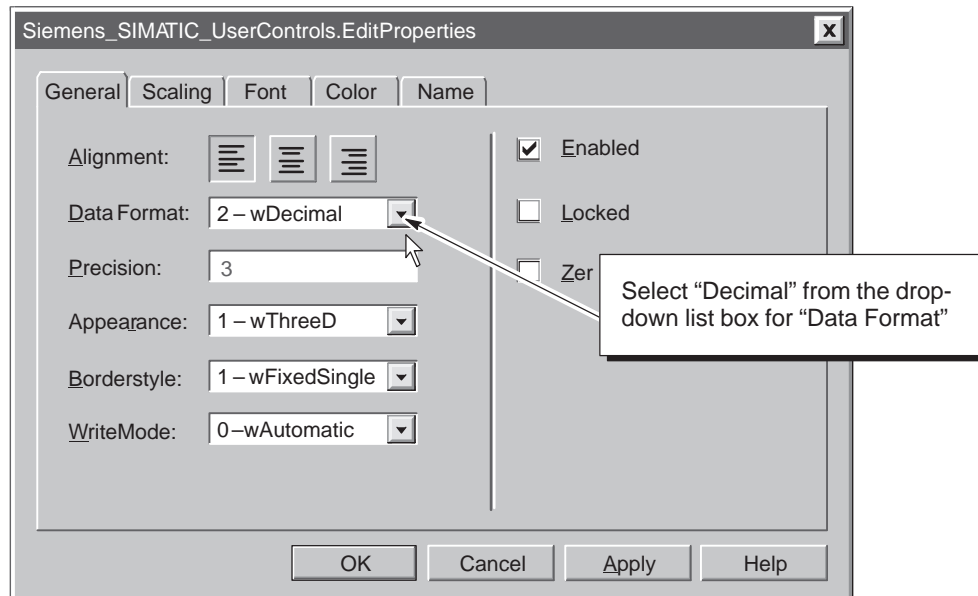 Siemens_SIMATIC_UserControls.EditProperties
General Scaling Font Color Name
Alignment:
Data Format: 2 – wDecimal
Precision: 3
Appearance: 1 – wThreeD
Borderstyle: 1 – wFixedSingle
WriteMode: 0–wAutomatic
Enabled
Locked
Zer
Select “Decimal” from the drop-
down list box for “Data Format”
OK Cancel Apply Help